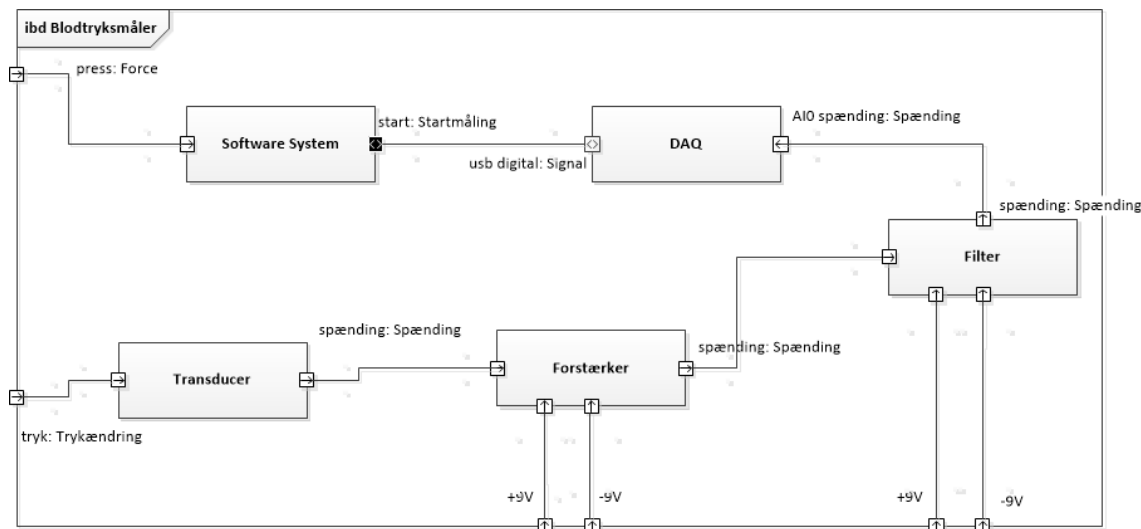 ibd Blodtryksmåler
press: Force
Software System
start: Startmåling
usb digital: Signal
DAQ
AI0 spænding: Spænding
spænding: Spænding
Filter
spænding: Spænding
spænding: Spænding
Transducer
Forstærker
tryk: Trykændring
+9V
-9V
+9V
-9V